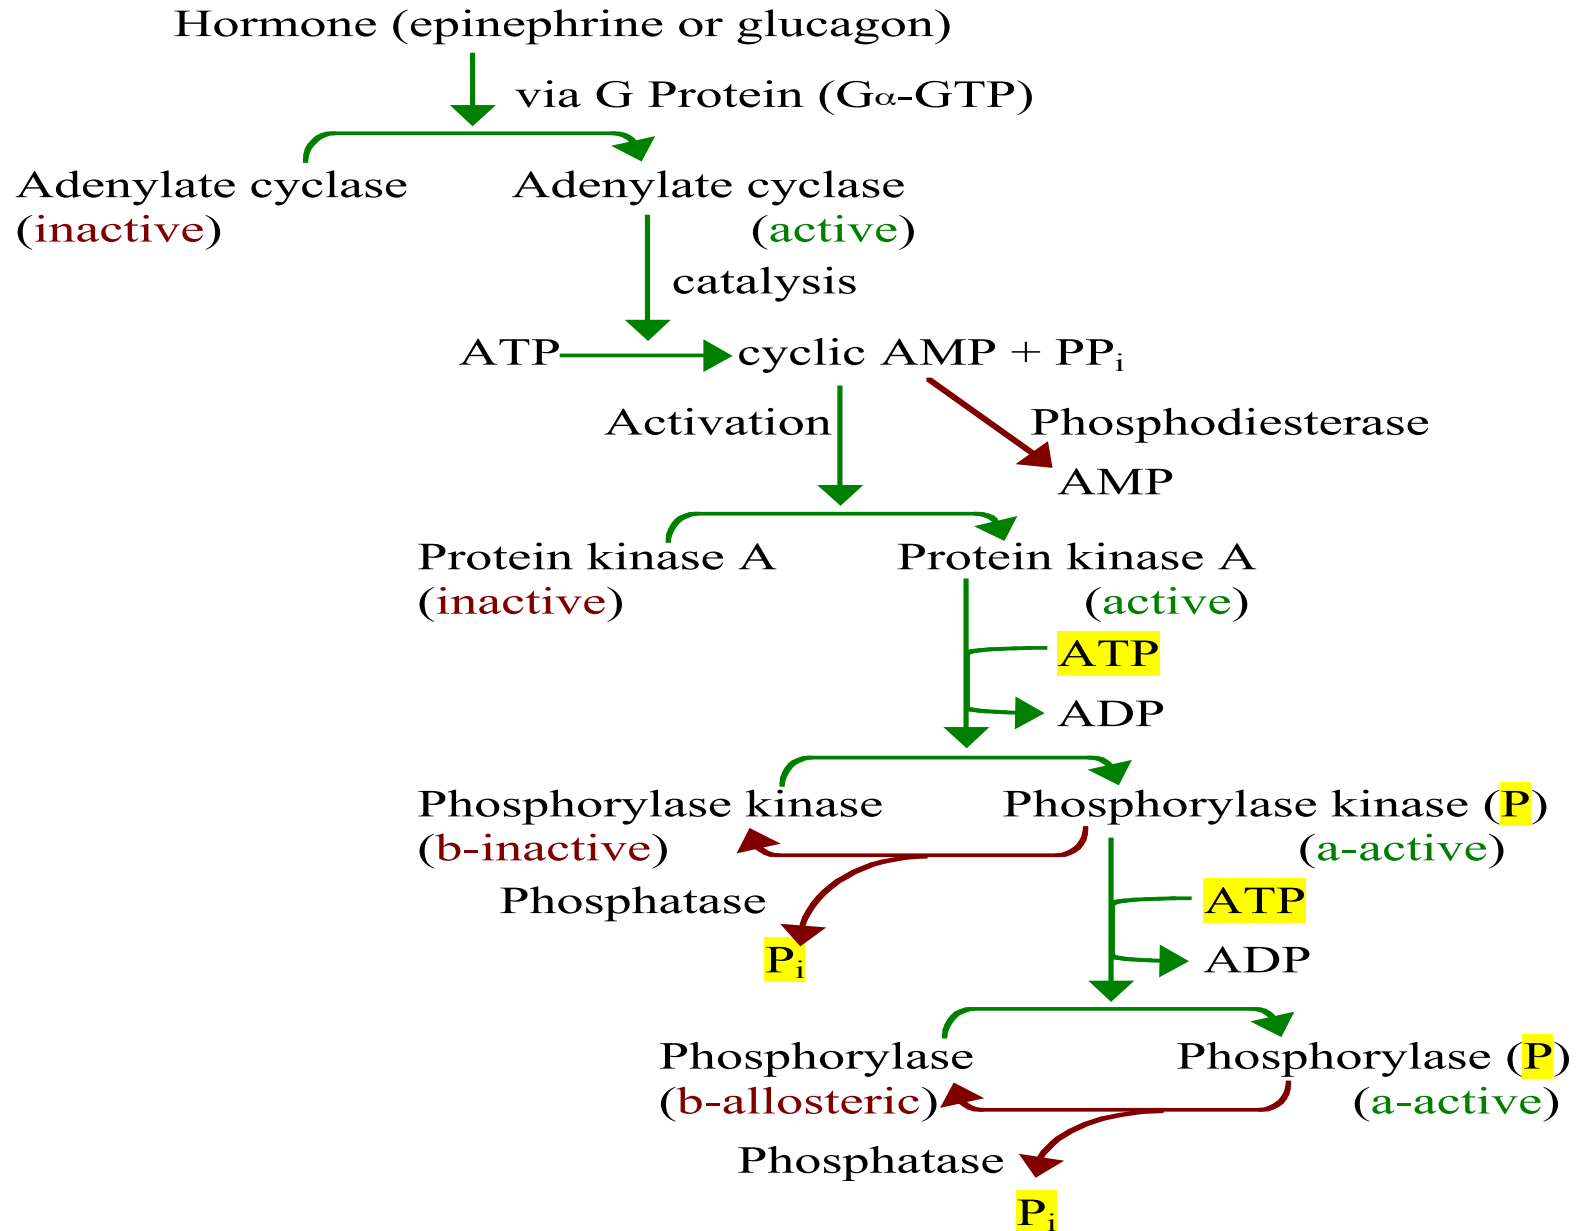 Hormone (epinephrine or glucagon)
via G Protein (Gα-GTP)
Adenylate cyclase Adenylate cyclase
(inactive) (active)
catalysis
ATP cyclic AMP + PPi
Activation Phosphodiesterase
AMP
Protein kinase A Protein kinase A
(inactive) (active)
ATP
ADP
Phosphorylase kinase Phosphorylase kinase (P)
(b-inactive) (a-active)
Phosphatase ATP
Pi ADP
Phosphorylase Phosphorylase (P)
(b-allosteric) (a-active)
Phosphatase
Pi